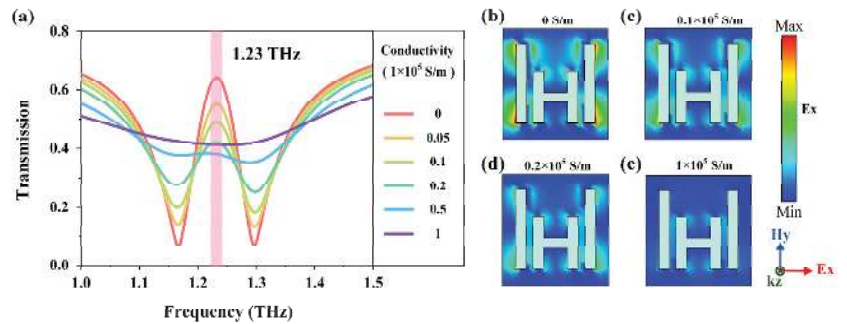 (a)
1.23 THz
Conductivity
( 1×10⁵ S/m )
0
0.05
0.1
0.2
0.5
1
Transmission
0.8
0.6
0.4
0.2
0.0
1.0
1.1
1.2
1.3
1.4
1.5
Frequency (THz)
(b)
0 S/m
(c)
0.1×10⁵ S/m
(d)
0.2×10⁵ S/m
(e)
1×10⁵ S/m
Max
Ex
Min
Hy
kz
Ex